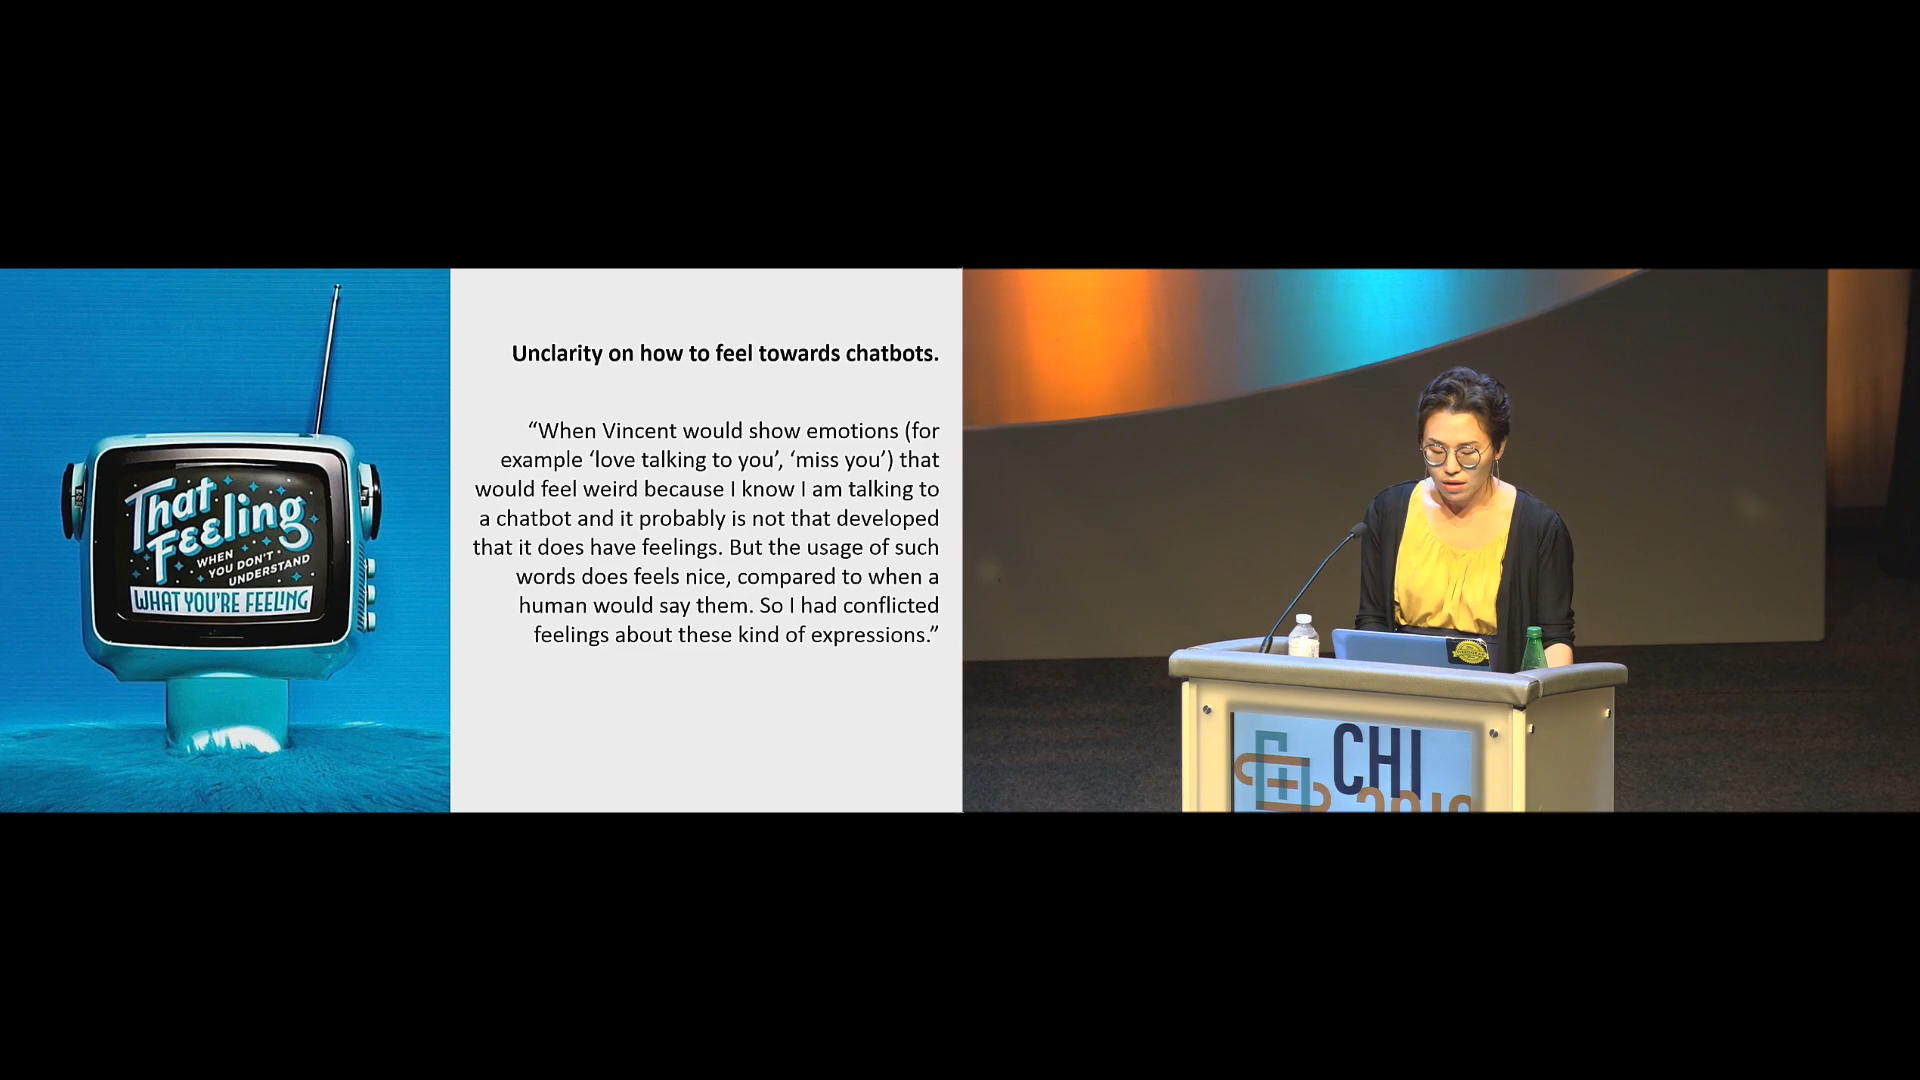 That
Feeling
WHEN
YOU DON'T
UNDERSTAND
WHAT YOU'RE FEELING
Unclarity on how to feel towards chatbots.
“When Vincent would show emotions (for
example ‘love talking to you’, ‘miss you’) that
would feel weird because I know I am talking to
a chatbot and it probably is not that developed
that it does have feelings. But the usage of such
words does feels nice, compared to when a
human would say them. So I had conflicted
feelings about these kind of expressions.”
CHI